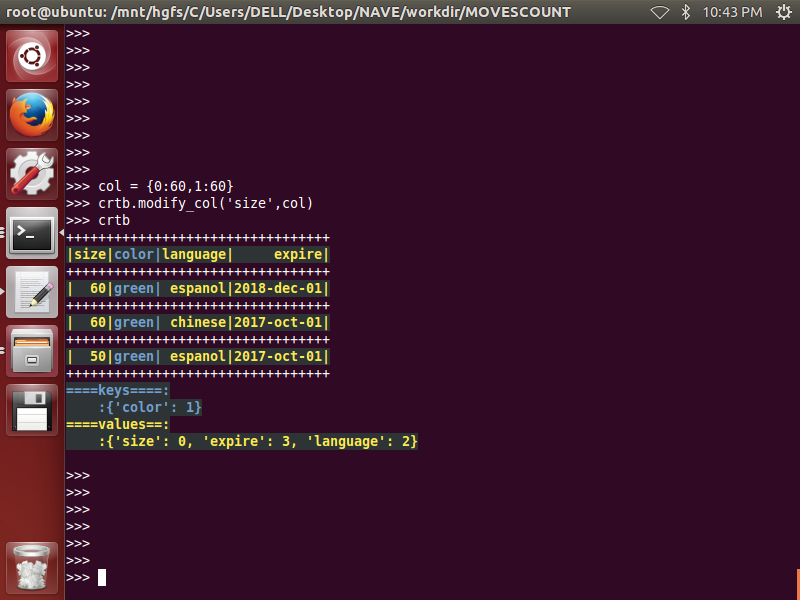 root@ubuntu: /mnt/hgfs/C/Users/DELL/Desktop/NAVE/workdir/MOVESCOUNT 10:43 PM
>>>
>>>
>>>
>>>
>>>
>>>
>>>
>>>
>>>
>>> col = {0:60,1:60}
>>> crtb.modify_col('size',col)
>>> crtb
+++++++++++++++++++++++++++++++++
|size|color|language|     expire|
+++++++++++++++++++++++++++++++++
|  60|green| espanol|2018-dec-01|
+++++++++++++++++++++++++++++++++
|  60|green| chinese|2017-oct-01|
+++++++++++++++++++++++++++++++++
|  50|green| espanol|2017-oct-01|
+++++++++++++++++++++++++++++++++
====keys====:
    :{'color': 1}
====values==:
    :{'size': 0, 'expire': 3, 'language': 2}
>>>
>>>
>>>
>>>
>>>
>>>
>>>